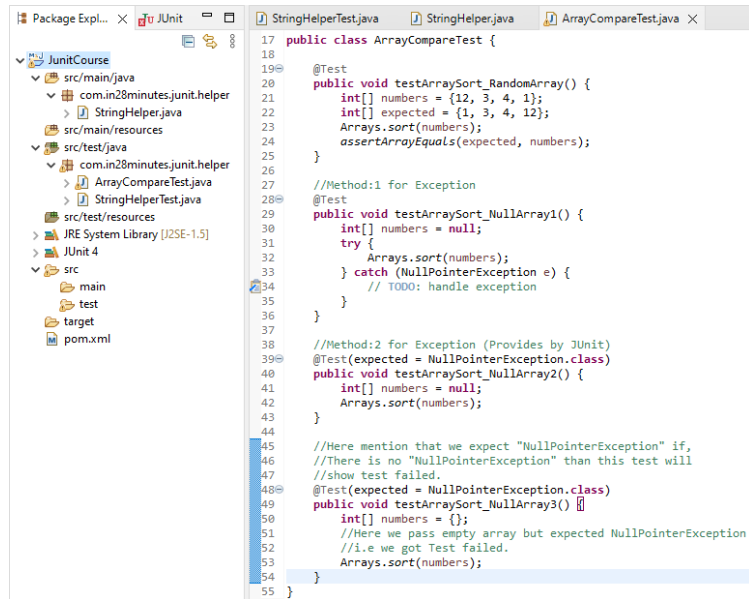 Package Expl...
JUnit
JunitCourse
src/main/java
com.in28minutes.junit.helper
StringHelper.java
src/main/resources
src/test/java
com.in28minutes.junit.helper
ArrayCompareTest.java
StringHelperTest.java
src/test/resources
JRE System Library [J2SE-1.5]
JUnit 4
src
main
test
target
pom.xml
StringHelperTest.java
StringHelper.java
ArrayCompareTest.java
17 public class ArrayCompareTest {
18
19 @Test
20 public void testArraySort_RandomArray() {
21 int[] numbers = {12, 3, 4, 1};
22 int[] expected = {1, 3, 4, 12};
23 Arrays.sort(numbers);
24 assertArrayEquals(expected, numbers);
25 }
26
27 //Method:1 for Exception
28 @Test
29 public void testArraySort_NullArray1() {
30 int[] numbers = null;
31 try {
32 Arrays.sort(numbers);
33 } catch (NullPointerException e) {
34 // TODO: handle exception
35 }
36 }
37
38 //Method:2 for Exception (Provides by JUnit)
39 @Test(expected = NullPointerException.class)
40 public void testArraySort_NullArray2() {
41 int[] numbers = null;
42 Arrays.sort(numbers);
43 }
44
45 //Here mention that we expect "NullPointerException" if,
46 //There is no "NullPointerException" than this test will
47 //show test failed.
48 @Test(expected = NullPointerException.class)
49 public void testArraySort_NullArray3() {
50 int[] numbers = {};
51 //Here we pass empty array but expected NullPointerException
52 //i.e we got Test failed.
53 Arrays.sort(numbers);
54 }
55 }